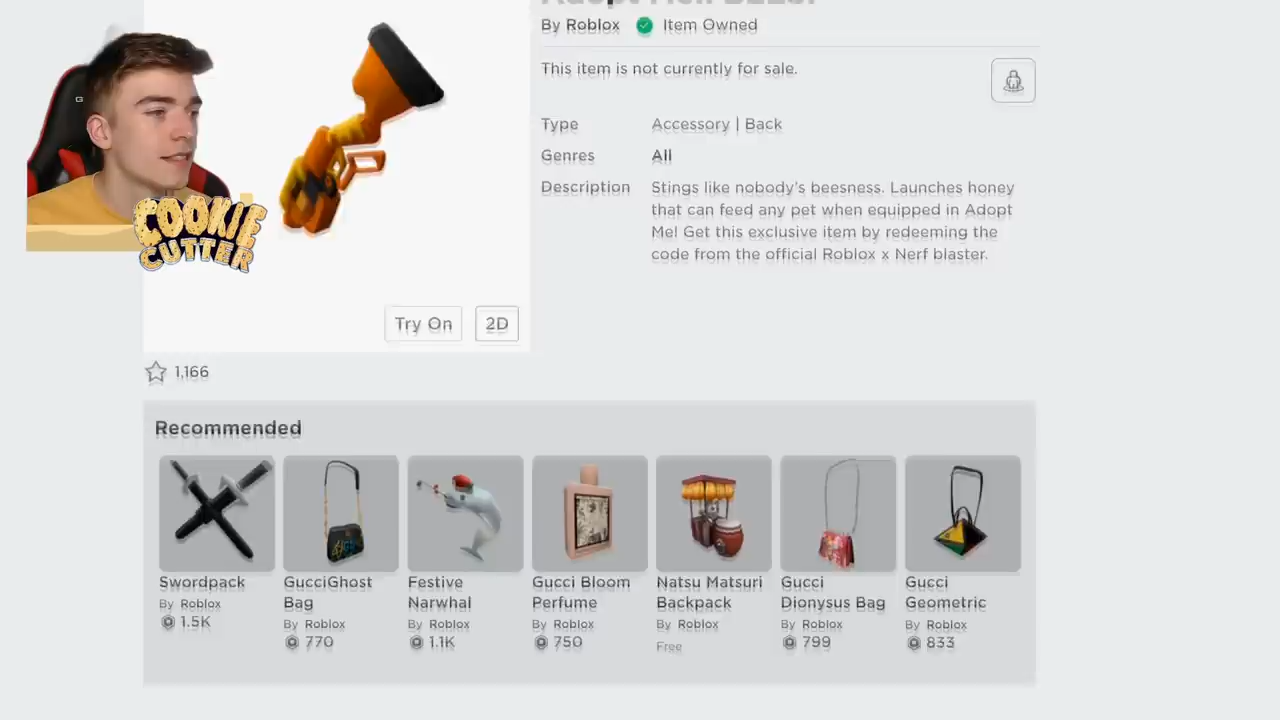 By Roblox Item Owned
This item is not currently for sale.
Type Accessory | Back
Genres All
Description Stings like nobody's beesness. Launches honey
that can feed any pet when equipped in Adopt
Me! Get this exclusive item by redeeming the
code from the official Roblox x Nerf blaster.
COOKIE
CUTTER
Try On 2D
1,166
Recommended
Swordpack
By Roblox
1.5K
GucciGhost
Bag
By Roblox
770
Festive
Narwhal
By Roblox
1.1K
Gucci Bloom
Perfume
By Roblox
750
Natsu Matsuri
Backpack
By Roblox
Free
Gucci
Dionysus Bag
By Roblox
799
Gucci
Geometric
By Roblox
833